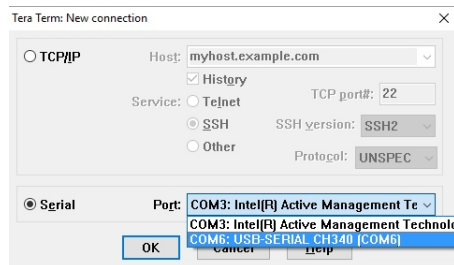 Tera Term: New connection
TCP/IP
Host: myhost.example.com
History
Service: Telnet
TCP port#: 22
SSH
SSH version: SSH2
Other
Protocol: UNSPEC
Serial
Port: COM3: Intel(R) Active Management Te
COM3: Intel(R) Active Management Technolo
COM6: USB-SERIAL CH340 (COM6)
OK Cancel Help